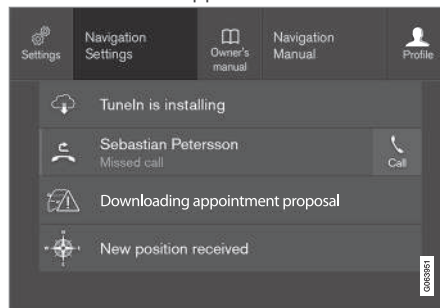 Settings
Navigation
Settings
Owner's
manual
Navigation
Manual
Profile
TuneIn is installing
Sebastian Petersson
Missed call
Call
Downloading appointment proposal
New position received
G063951